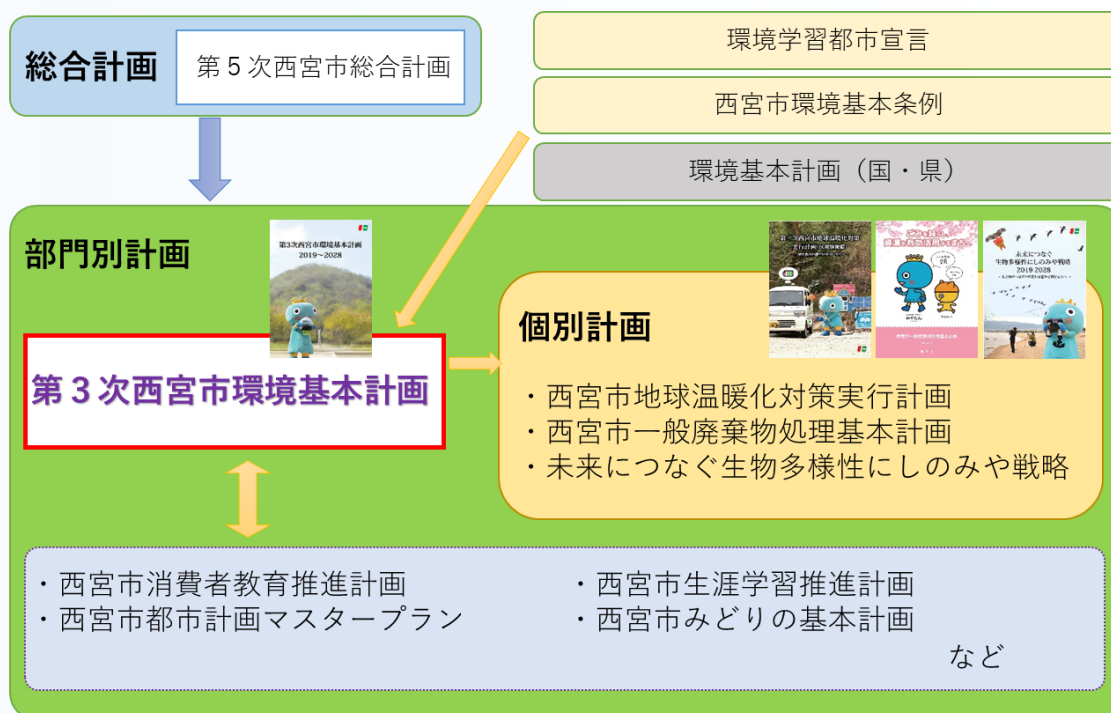 総合計画
第5次西宮市総合計画
環境学習都市宣言
西宮市環境基本条例
環境基本計画（国・県）
部門別計画
第3次西宮市環境基本計画
2019～2028
第3次西宮市環境基本計画
個別計画
ごみを減らし
未来につなぐ
生物多様性にしのみや戦略
2019-2028
・西宮市地球温暖化対策実行計画
・西宮市一般廃棄物処理基本計画
・未来につなぐ生物多様性にしのみや戦略
・西宮市消費者教育推進計画
・西宮市都市計画マスタープラン
・西宮市生涯学習推進計画
・西宮市みどりの基本計画
など